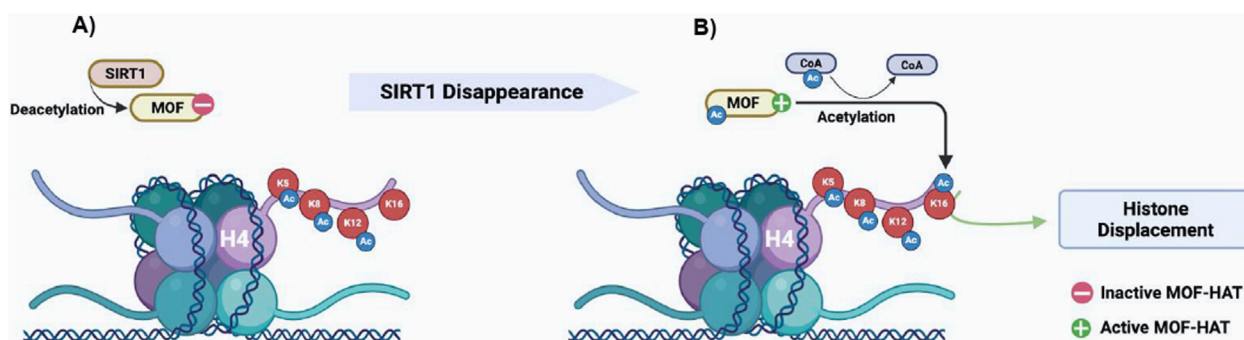 A)
SIRT1
Deacetylation
MOF
K5
Ac
K8
Ac
K12
Ac
K16
H4
SIRT1 Disappearance
B)
CoA
Ac
CoA
MOF
Ac
Acetylation
K5
Ac
K8
Ac
K12
Ac
Ac
K16
H4
Histone
Displacement
Inactive MOF-HAT
Active MOF-HAT